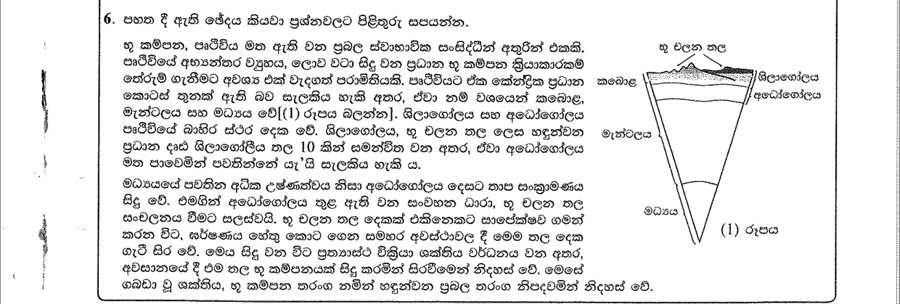 6. පහත දී ඇති ඡේදය කියවා ප්‍රශ්නවලට පිළිතුරු සපයන්න.
භූ කම්පන, පෘථිවිය මත ඇති වන ප්‍රබල ස්වාභාවික සංසිද්ධීන් අතුරින් එකකි.
පෘථිවියේ අභ්‍යන්තර ව්‍යුහය, ලොව වටා සිදු වන ප්‍රධාන භූ කම්පන ක්‍රියාකාරකම්
තේරුම් ගැනීමට අවශ්‍ය එක් වැදගත් පරාමිතියකි. පෘථිවියට ඒක කේන්ද්‍රික ප්‍රධාන
කොටස් තුනක් ඇති බව සැලකිය හැකි අතර, ඒවා නම් වශයෙන් කබොළ,
මැන්ටලය සහ මධ්‍යය වේ[(1) රූපය බලන්න]. ශිලාගෝලය සහ අධෝගෝලය
පෘථිවියේ බාහිර ස්ථර දෙක වේ. ශිලාගෝලය, භූ චලන තල ලෙස හඳුන්වන
ප්‍රධාන දෘඪ ශිලාගෝලීය තල 10 කින් සමන්විත වන අතර, ඒවා අධෝගෝලය
මත පාවෙමින් පවතින්නේ යැ'යි සැලකිය හැකි ය.
මධ්‍යයේ පවතින අධික උෂ්ණත්වය නිසා අධෝගෝලය දෙසට තාප සංක්‍රාමණය
සිදු වේ. එමගින් අධෝගෝලය තුළ ඇති වන සංවහන ධාරා, භූ චලන තල
සංචලනය වීමට සලස්වයි. භූ චලන තල දෙකක් එකිනෙකට සාපේක්ෂව ගමන්
කරන විට, ඝර්ෂණය හේතු කොට ගෙන සමහර අවස්ථාවල දී මෙම තල දෙක
ගැටී සිර වේ. මෙය සිදු වන විට ප්‍රත්‍යාස්ථ වික්‍රියා ශක්තිය වර්ධනය වන අතර,
අවසානයේ දී එම තල භූ කම්පනයක් සිදු කරමින් සිරවීමෙන් නිදහස් වේ. මෙසේ
ගබඩා වූ ශක්තිය, භූ කම්පන තරංග නමින් හඳුන්වන ප්‍රබල තරංග නිපදවමින් නිදහස් වේ.
භූ චලන තල
කබොළ
ශිලාගෝලය
අධෝගෝලය
මැන්ටලය
මධ්‍යය
(1) රූපය